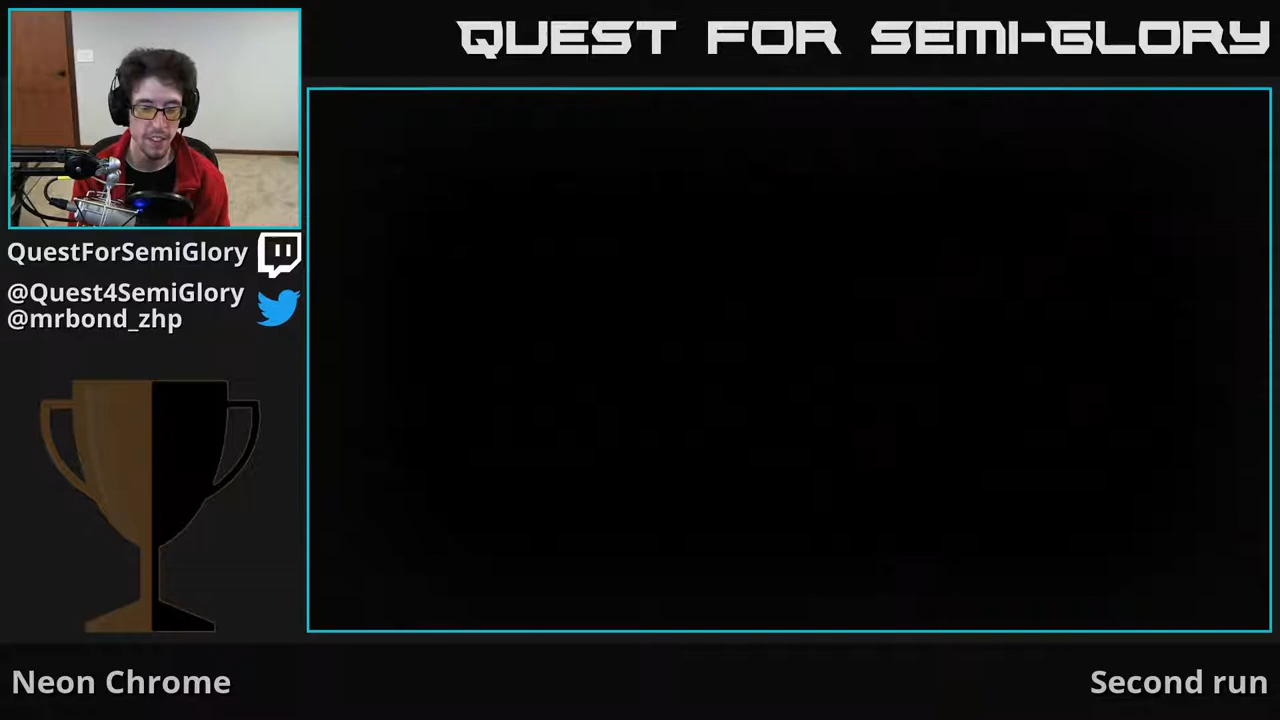 QUEST FOR SEMI-GLORY
QuestForSemiGlory
@Quest4SemiGlory
@mrbond_zhp
Neon Chrome
Second run